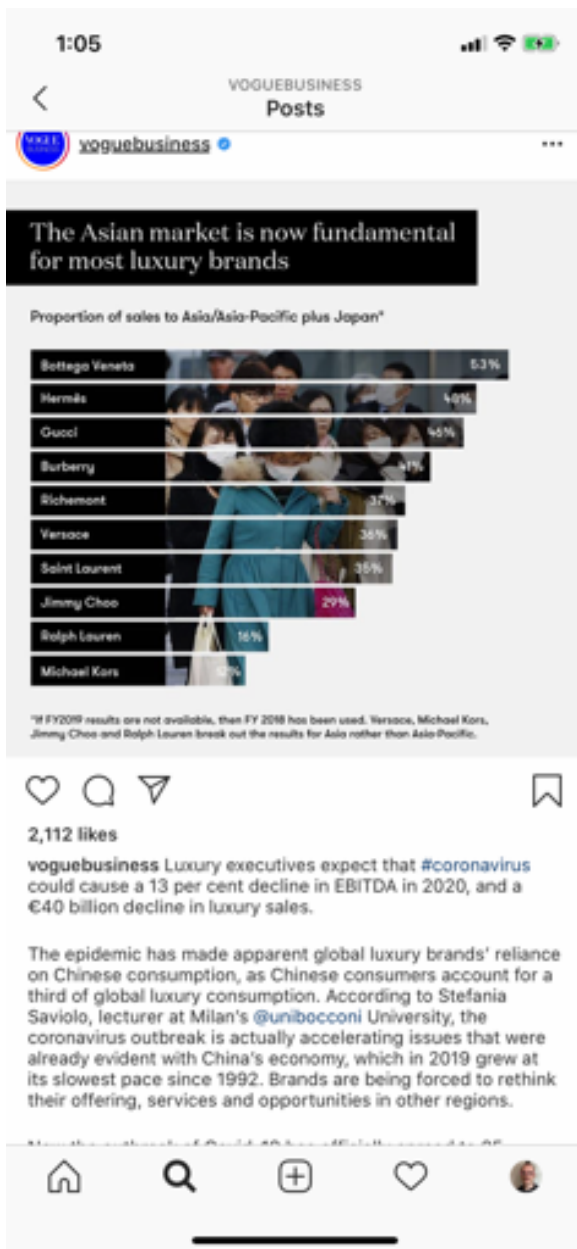 1:05
VOGUEBUSINESS
Posts
VOGUE
BUSINESS
voguebusiness
The Asian market is now fundamental
for most luxury brands
Proportion of sales to Asia/Asia-Pacific plus Japan*
Bottega Veneta 53%
Hermès 48%
Gucci 46%
Burberry 41%
Richemont 37%
Versace 36%
Saint Laurent 35%
Jimmy Choo 29%
Ralph Lauren 16%
Michael Kors
*If FY2019 results are not available, then FY 2018 has been used. Versace, Michael Kors,
Jimmy Choo and Ralph Lauren break out the results for Asia rather than Asia-Pacific.
2,112 likes
voguebusiness Luxury executives expect that #coronavirus
could cause a 13 per cent decline in EBITDA in 2020, and a
€40 billion decline in luxury sales.
The epidemic has made apparent global luxury brands' reliance
on Chinese consumption, as Chinese consumers account for a
third of global luxury consumption. According to Stefania
Saviolo, lecturer at Milan's @unibocconi University, the
coronavirus outbreak is actually accelerating issues that were
already evident with China's economy, which in 2019 grew at
its slowest pace since 1992. Brands are being forced to rethink
their offering, services and opportunities in other regions.